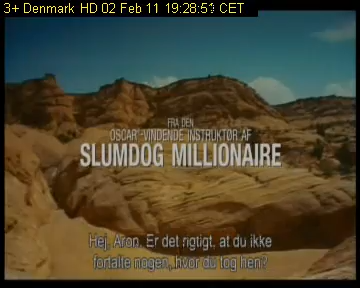 3+ Denmark HD 02 Feb 11 19:28:5 CET
FRA DEN
OSCAR®-VINDENDE INSTRUKTØR AF
SLUMDOG MILLIONAIRE
Hej, Aron. Er det rigtigt, at du ikke
fortalte nogen, hvor du tog hen?